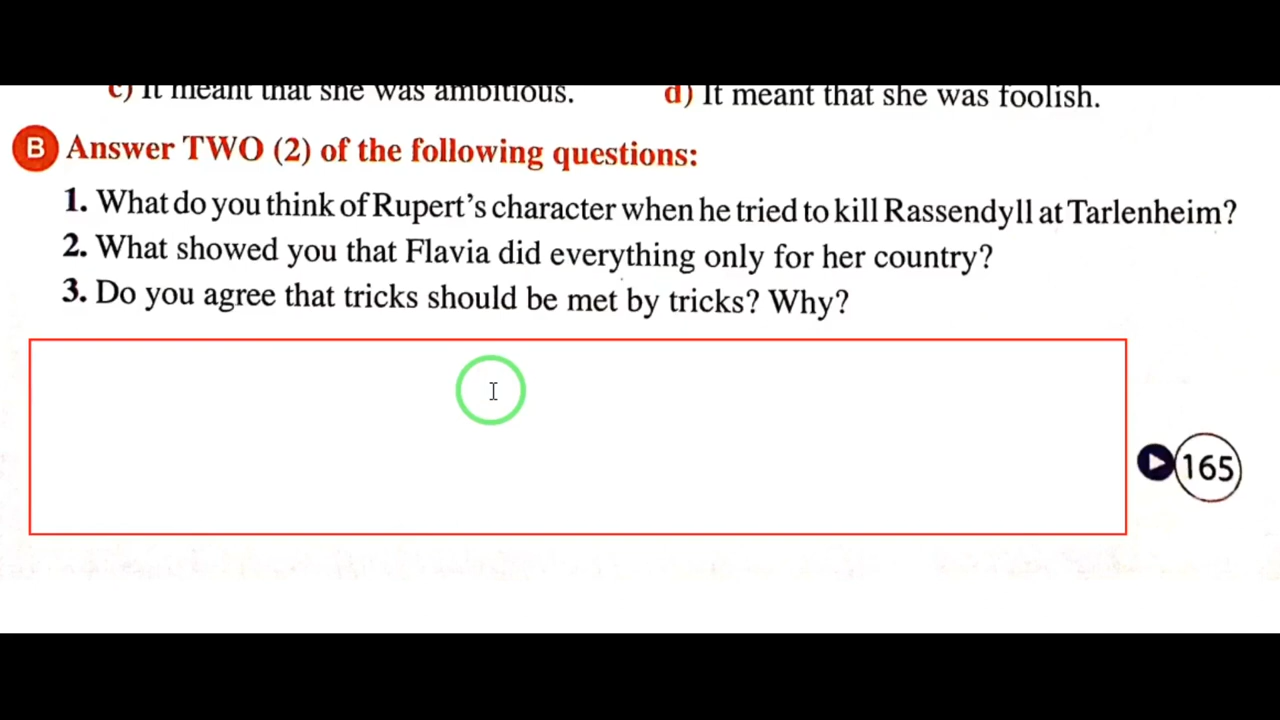 c) It meant that she was ambitious. d) It meant that she was foolish.
B Answer TWO (2) of the following questions:
1. What do you think of Rupert's character when he tried to kill Rassendyll at Tarlenheim?
2. What showed you that Flavia did everything only for her country?
3. Do you agree that tricks should be met by tricks? Why?
165